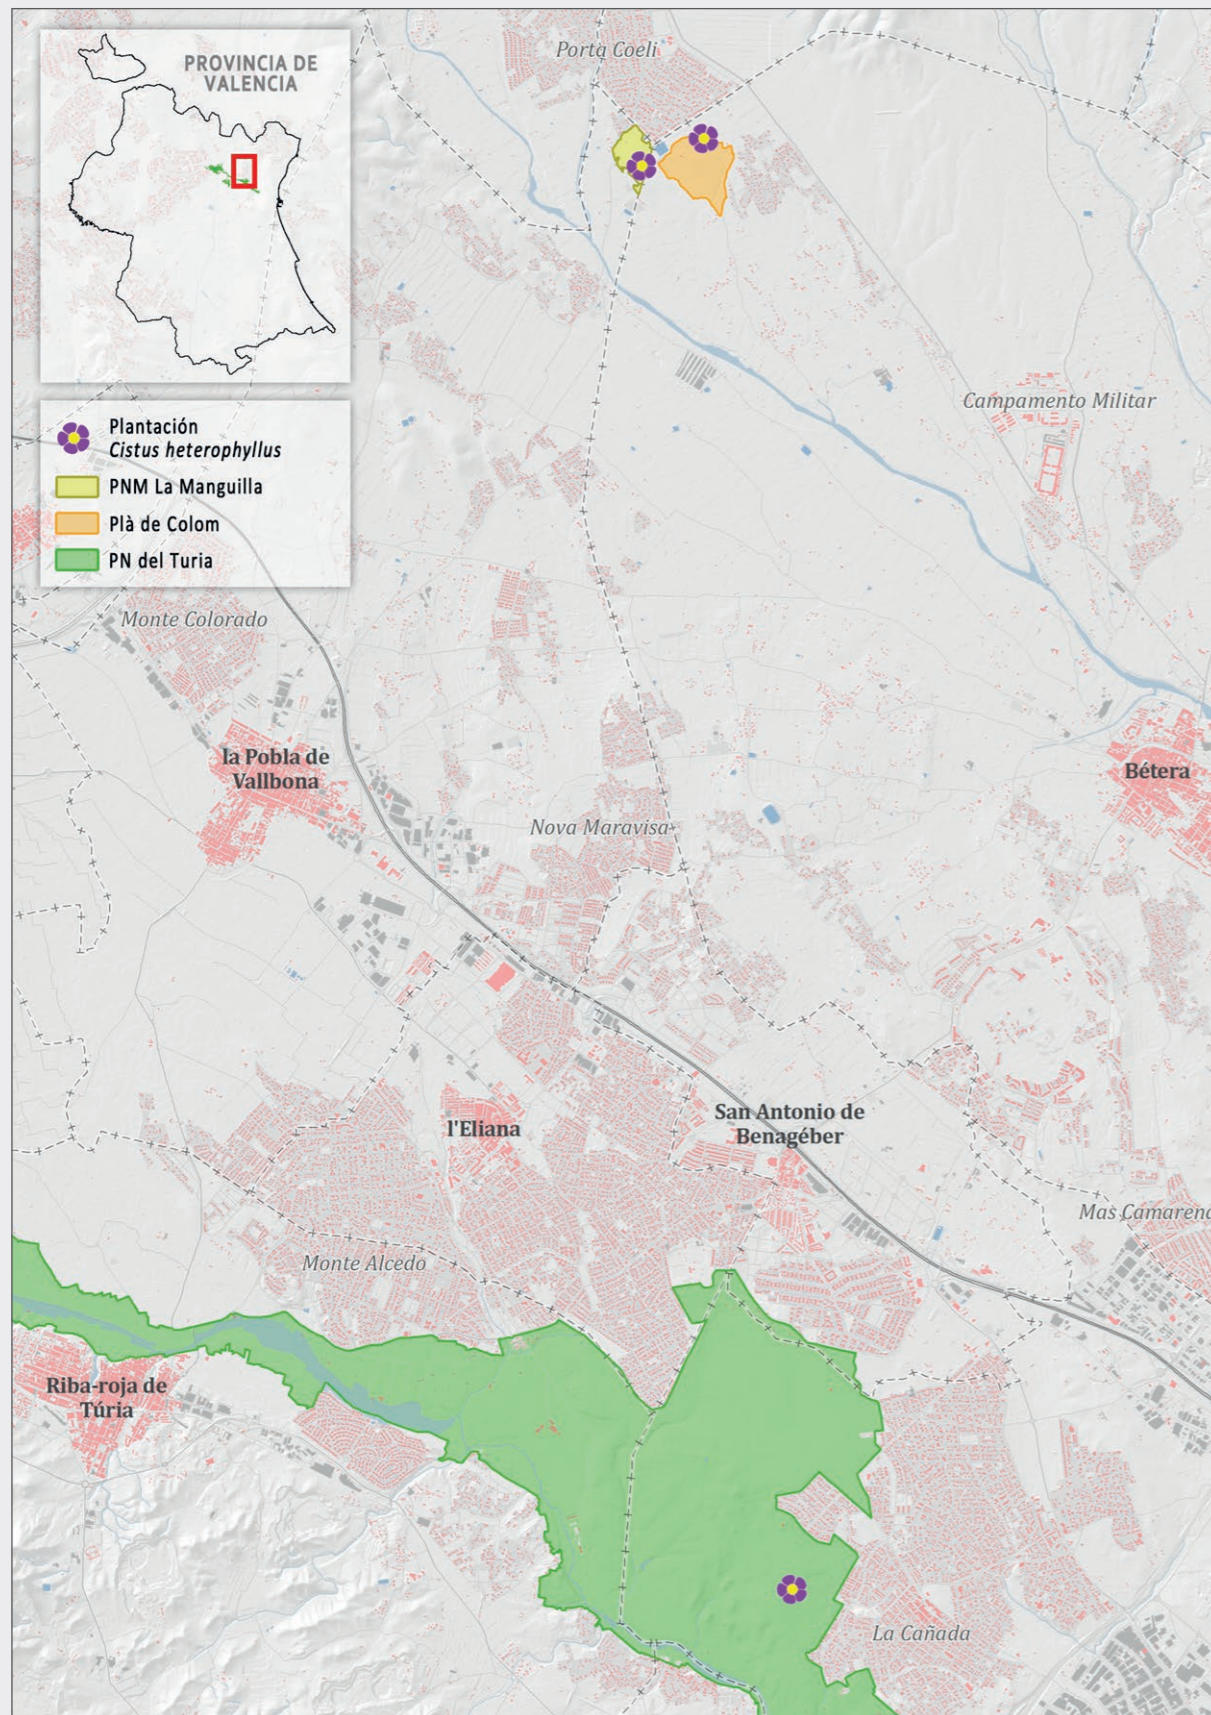 Porta Coeli
PROVINCIA DE
VALENCIA
Campamento Militar
Plantación
Cistus heterophyllus
PNM La Manguilla
Plà de Colom
PN del Turia
Monte Colorado
la Pobla de
Vallbona
Bétera
Nova Maravisa
San Antonio de
Benagéber
l'Eliana
Mas Camarena
Monte Alcedo
Riba-roja de
Túria
La Cañada